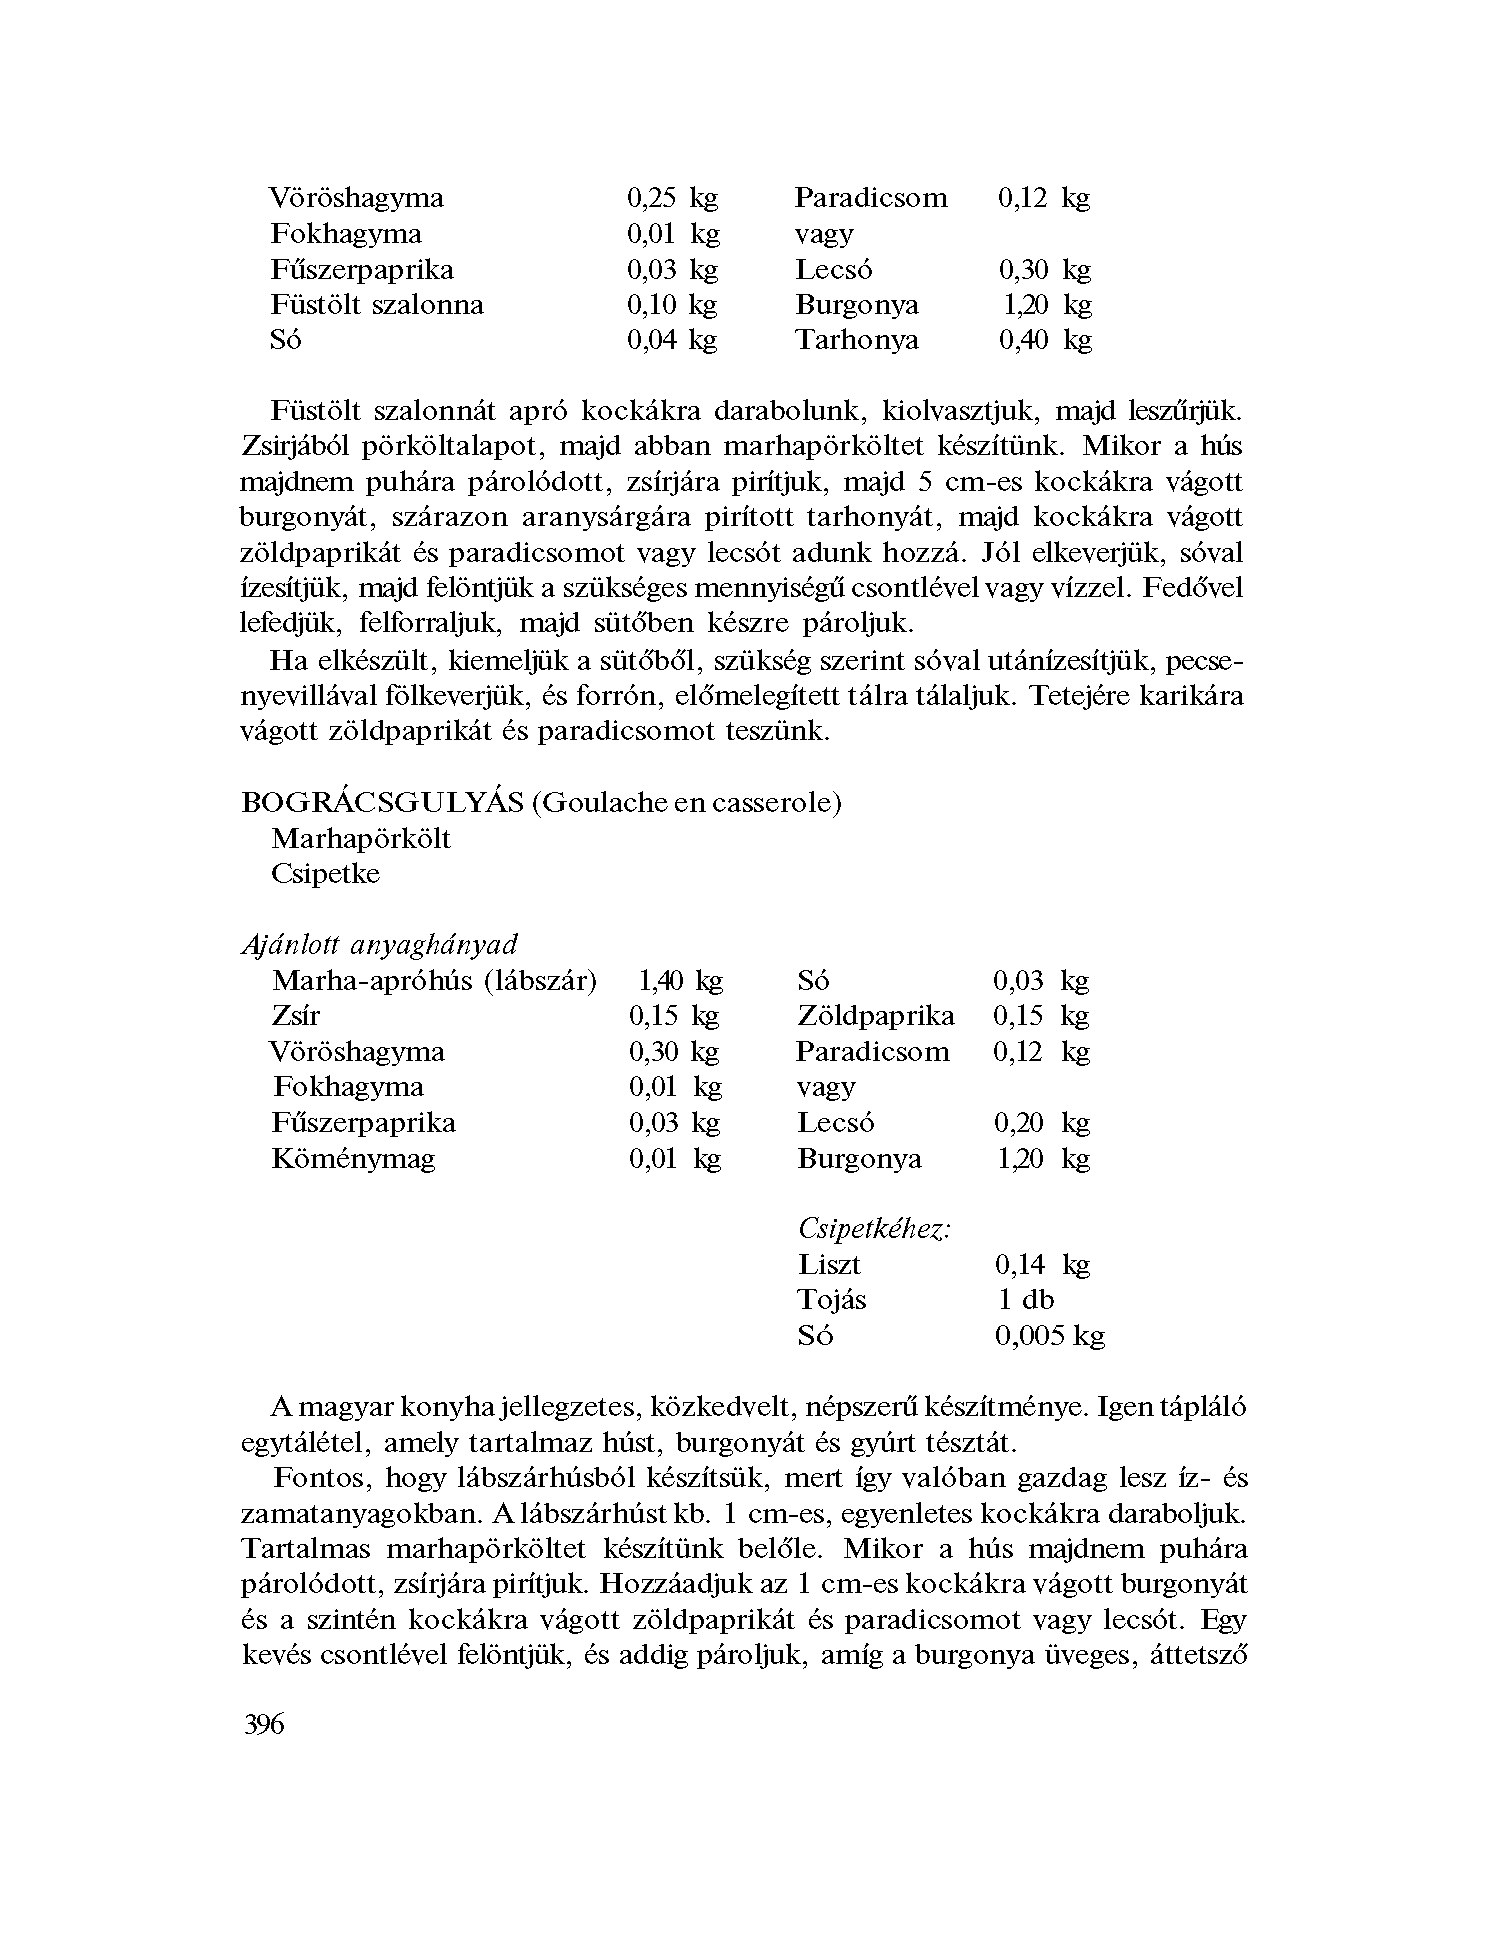 Vöröshagyma 0,25 kg Paradicsom 0,12 kg
Fokhagyma 0,01 kg vagy
Fűszerpaprika 0,03 kg Lecsó 0,30 kg
Füstölt szalonna 0,10 kg Burgonya 1,20 kg
Só 0,04 kg Tarhonya 0,40 kg
Füstölt szalonnát apró kockákra darabolunk, kiolvasztjuk, majd leszűrjük.
Zsirjából pörköltalapot, majd abban marhapörköltet készítünk. Mikor a hús
majdnem puhára párolódott, zsírjára pirítjuk, majd 5 cm-es kockákra vágott
burgonyát, szárazon aranysárgára pirított tarhonyát, majd kockákra vágott
zöldpaprikát és paradicsomot vagy lecsót adunk hozzá. Jól elkeverjük, sóval
ízesítjük, majd felöntjük a szükséges mennyiségű csontlével vagy vízzel. Fedővel
lefedjük, felforraljuk, majd sütőben készre pároljuk.
Ha elkészült, kiemeljük a sütőből, szükség szerint sóval utánízesítjük, pecse-
nyevillával fölkeverjük, és forrón, előmelegített tálra tálaljuk. Tetejére karikára
vágott zöldpaprikát és paradicsomot teszünk.
BOGRÁCSGULYÁS (Goulache en casserole)
Marhapörkölt
Csipetke
Ajánlott anyaghányad
Marha-apróhús (lábszár) 1,40 kg Só 0,03 kg
Zsír 0,15 kg Zöldpaprika 0,15 kg
Vöröshagyma 0,30 kg Paradicsom 0,12 kg
Fokhagyma 0,01 kg vagy
Fűszerpaprika 0,03 kg Lecsó 0,20 kg
Köménymag 0,01 kg Burgonya 1,20 kg
Csipetkéhez:
Liszt 0,14 kg
Tojás 1 db
Só 0,005 kg
A magyar konyha jellegzetes, közkedvelt, népszerű készítménye. Igen tápláló
egytálétel, amely tartalmaz húst, burgonyát és gyúrt tésztát.
Fontos, hogy lábszárhúsból készítsük, mert így valóban gazdag lesz íz- és
zamatanyagokban. A lábszárhúst kb. 1 cm-es, egyenletes kockákra daraboljuk.
Tartalmas marhapörköltet készítünk belőle. Mikor a hús majdnem puhára
párolódott, zsírjára pirítjuk. Hozzáadjuk az 1 cm-es kockákra vágott burgonyát
és a szintén kockákra vágott zöldpaprikát és paradicsomot vagy lecsót. Egy
kevés csontlével felöntjük, és addig pároljuk, amíg a burgonya üveges, áttetsző
396